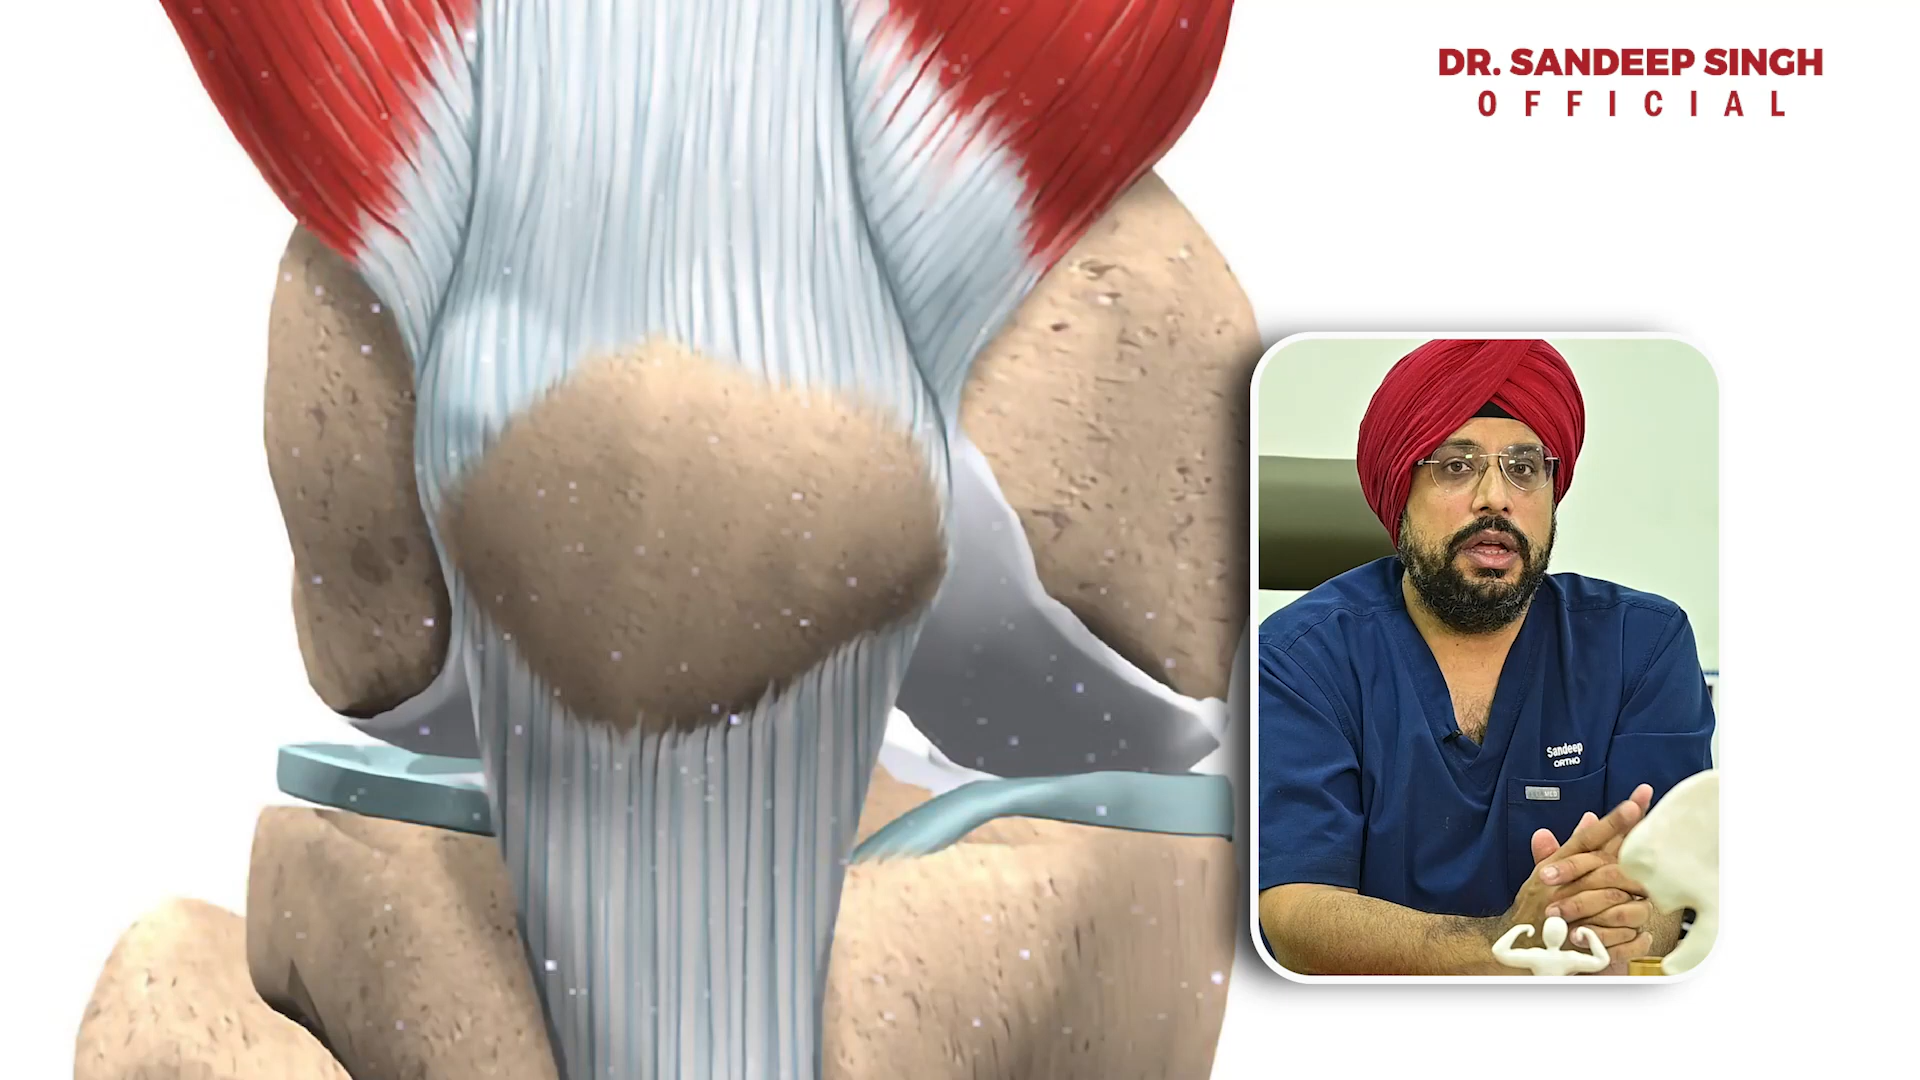 DR. SANDEEP SINGH
OFFICIAL
Sandeep
ORTHO